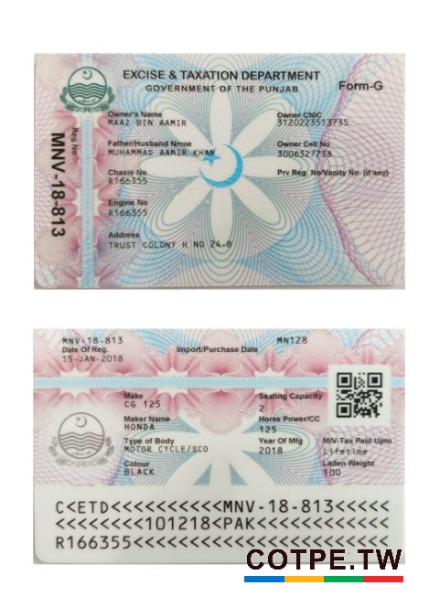 EXCISE & TAXATION DEPARTMENT
GOVERNMENT OF THE PUNJAB
Form-G
Reg No
MNV-18-813
Owner's Name
MAAZ BIN AAMIR
Owner CNIC
3120223513735
Father/Husband Name
MUHAMMAD AAMIR KHAN
Owner Cell No
3006327738
Chasis No
R166355
Prv Reg. No/Vanity No. (if any)
Engine No
R166355
Address
TRUST COLONY H NO 24-B
MNV-18-813
MN128
Date Of Reg.
Import/Purchase Date
15-JAN-2018
Make
CG 125
Seating Capacity
2
Maker Name
HONDA
Horse Power/CC
125
Type of Body
MOTOR CYCLE/SCO
Year Of Mfg
2018
M/V Tax Paid Upto
Lifetime
Colour
BLACK
Laden Weight
100
C<ETD<<<<<<<<<<MNV-18-813<<<<<
<<<<<<<<101218<PAK<<<<<<<<<<<<
R166355<<<<<<<<<<<<<<<<<<<<<<<
COTPE.TW